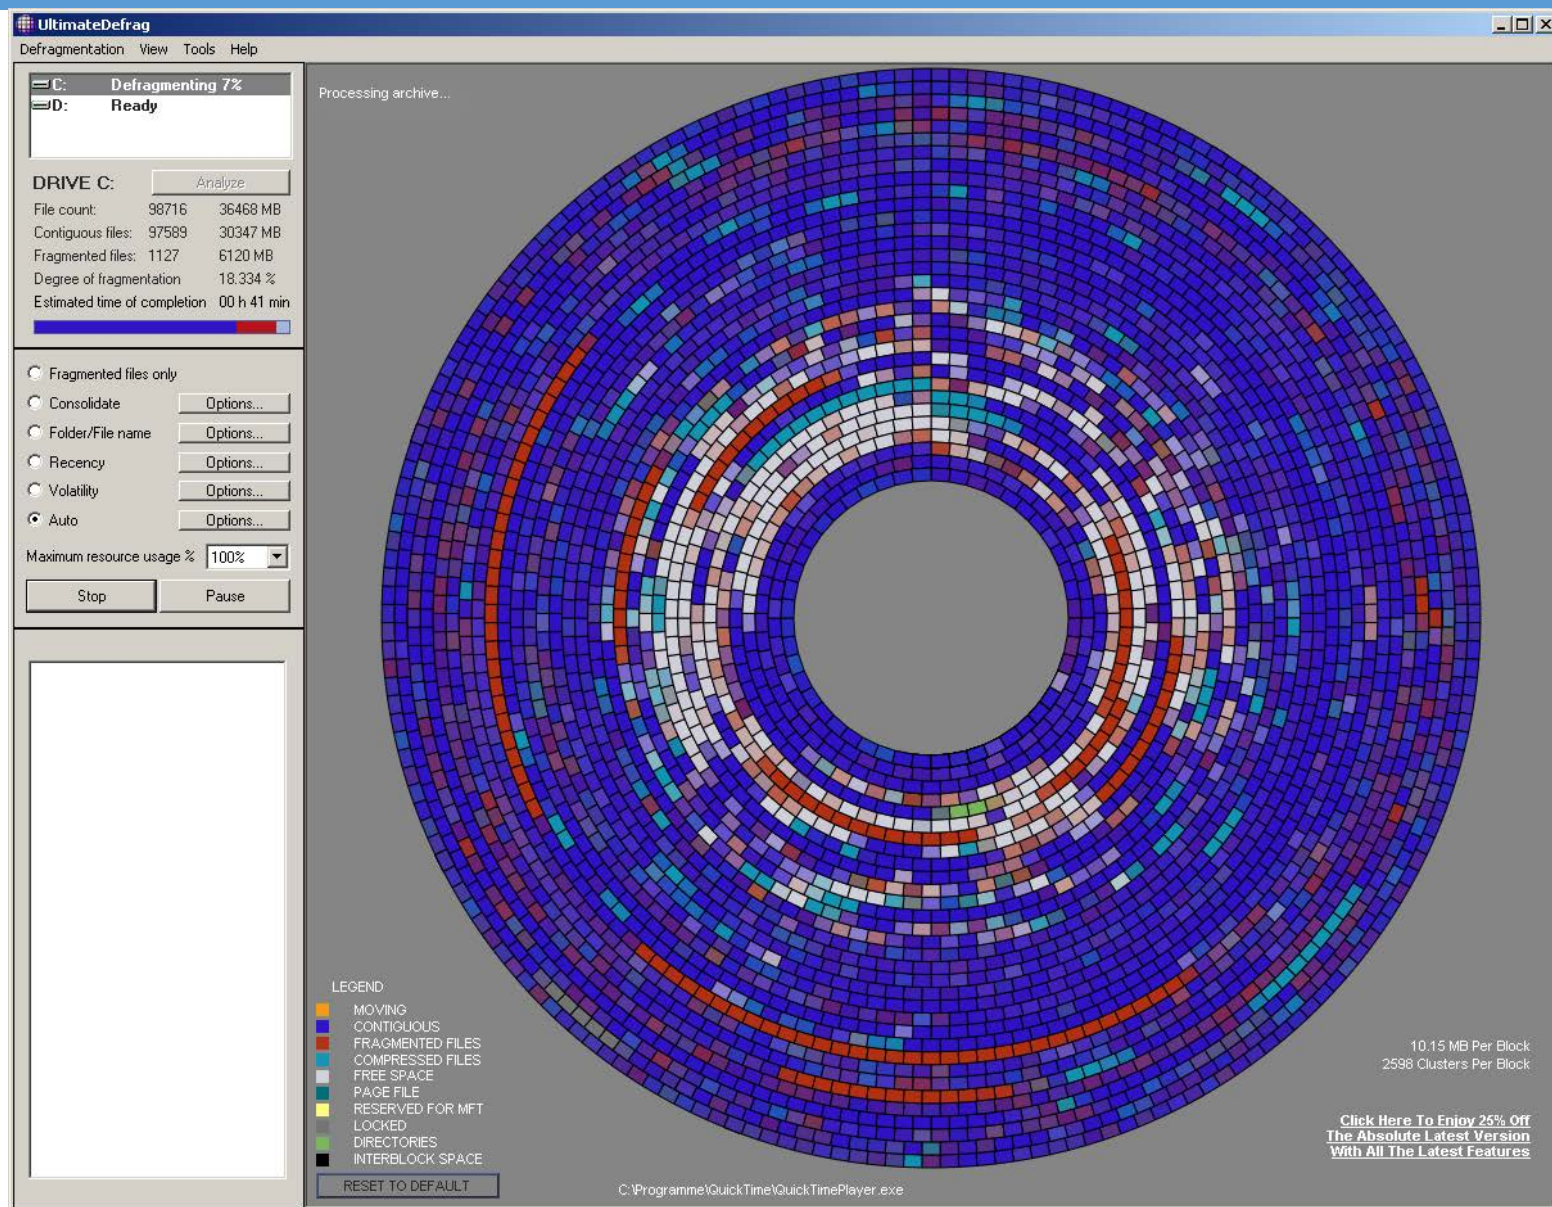 UltimateDefrag
Defragmentation View Tools Help
C: Defragmenting 7%
D: Ready
DRIVE C: Analyze
File count: 98716 36468 MB
Contiguous files: 97589 30347 MB
Fragmented files: 1127 6120 MB
Degree of fragmentation 18.334 %
Estimated time of completion 00 h 41 min
Fragmented files only
Consolidate Options...
Folder/File name Options...
Recency Options...
Volatility Options...
Auto Options...
Maximum resource usage % 100%
Stop Pause
Processing archive...
LEGEND
MOVING
CONTIGUOUS
FRAGMENTED FILES
COMPRESSED FILES
FREE SPACE
PAGE FILE
RESERVED FOR MFT
LOCKED
DIRECTORIES
INTERBLOCK SPACE
RESET TO DEFAULT
C:\Programme\QuickTime\QuickTimePlayer.exe
10.15 MB Per Block
2598 Clusters Per Block
Click Here To Enjoy 25% Off
The Absolute Latest Version
With All The Latest Features